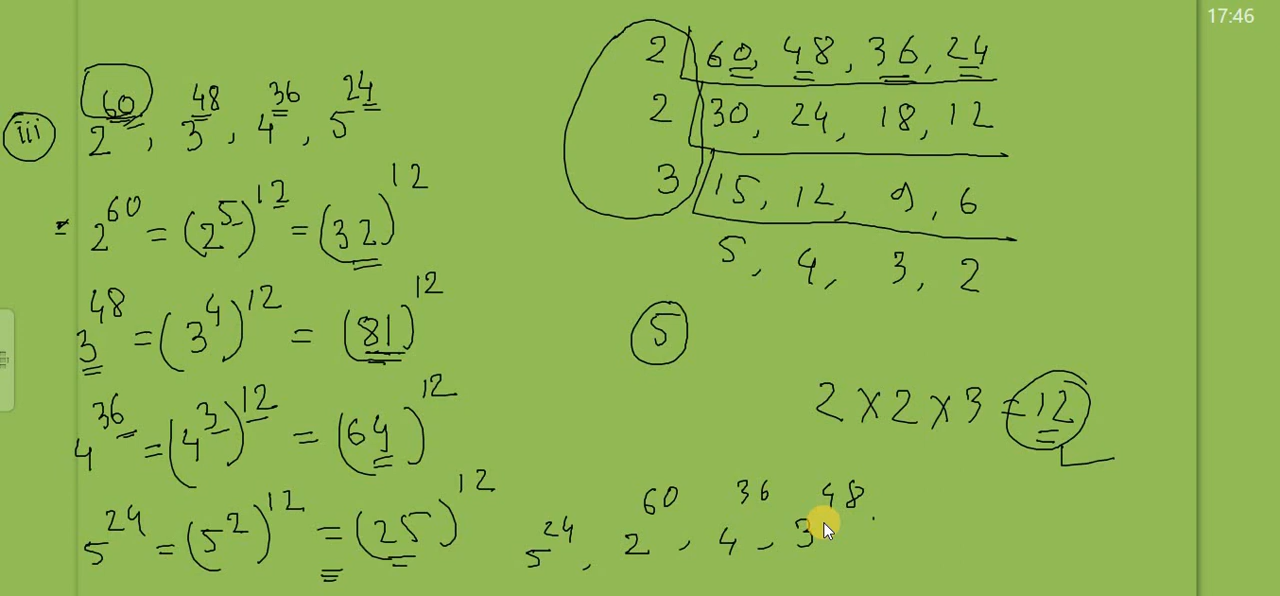 17:46
iii 2^60, 3^48, 4^36, 5^24
2^60 = (2^5)^12 = (32)^12
3^48 = (3^4)^12 = (81)^12
4^36 = (4^3)^12 = (64)^12
5^24 = (5^2)^12 = (25)^12
2 60, 48, 36, 24
2 30, 24, 18, 12
3 15, 12, 9, 6
5, 4, 3, 2
5
2 × 2 × 3 = 12
5^24, 2^60, 4^36, 3^48.